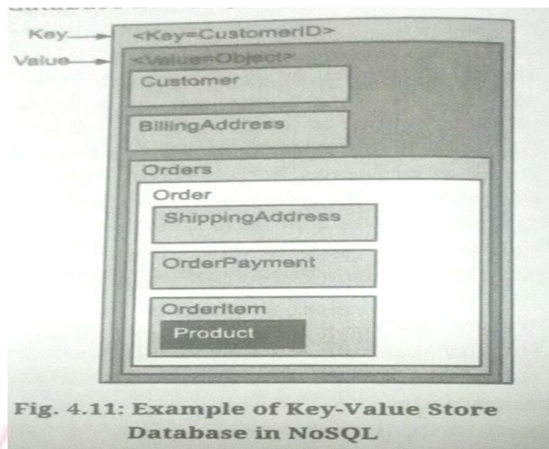 Key
<Key=CustomerID>
Value
<Value=Object>
Customer
BillingAddress
Orders
Order
ShippingAddress
OrderPayment
OrderItem
Product
Fig. 4.11: Example of Key-Value Store
Database in NoSQL